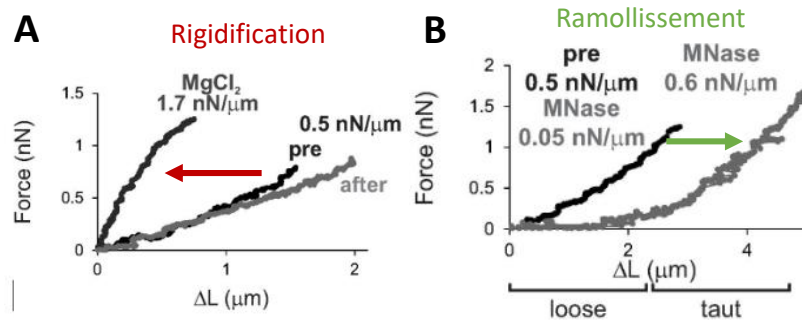 A
Rigidification
MgCl₂
1.7 nN/μm
0.5 nN/μm
pre
after
Force (nN)
1.5
1
0.5
0
0
1
2
ΔL (μm)
B
Ramollissement
pre
0.5 nN/μm
MNase
0.05 nN/μm
MNase
0.6 nN/μm
Force (nN)
2
1.5
1
0.5
0
0
2
4
ΔL (μm)
loose
taut